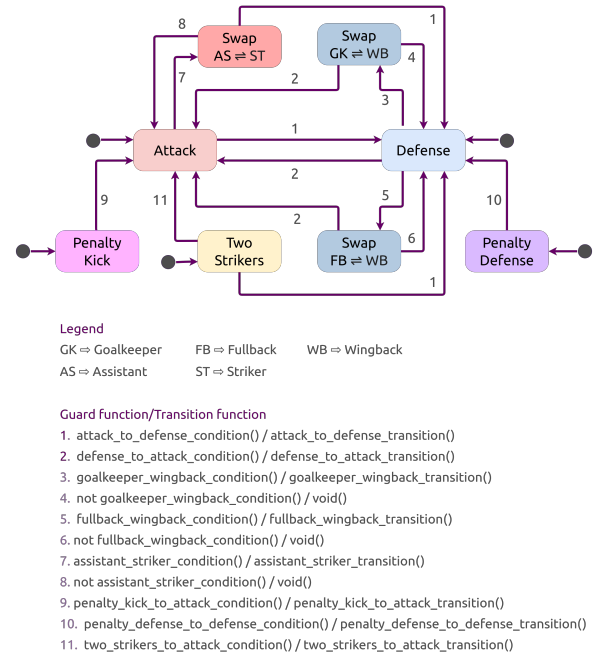 1
8
Swap
AS ⇌ ST
Swap
GK ⇌ WB
4
7
2
3
1
Attack
Defense
2
9
11
5
10
2
6
Penalty
Kick
Two
Strikers
Swap
FB ⇌ WB
Penalty
Defense
1
Legend
GK ⇨ Goalkeeper FB ⇨ Fullback WB ⇨ Wingback
AS ⇨ Assistant ST ⇨ Striker
Guard function/Transition function
1. attack_to_defense_condition() / attack_to_defense_transition()
2. defense_to_attack_condition() / defense_to_attack_transition()
3. goalkeeper_wingback_condition() / goalkeeper_wingback_transition()
4. not goalkeeper_wingback_condition() / void()
5. fullback_wingback_condition() / fullback_wingback_transition()
6. not fullback_wingback_condition() / void()
7. assistant_striker_condition() / assistant_striker_transition()
8. not assistant_striker_condition() / void()
9. penalty_kick_to_attack_condition() / penalty_kick_to_attack_transition()
10. penalty_defense_to_defense_condition() / penalty_defense_to_defense_transition()
11. two_strikers_to_attack_condition() / two_strikers_to_attack_transition()